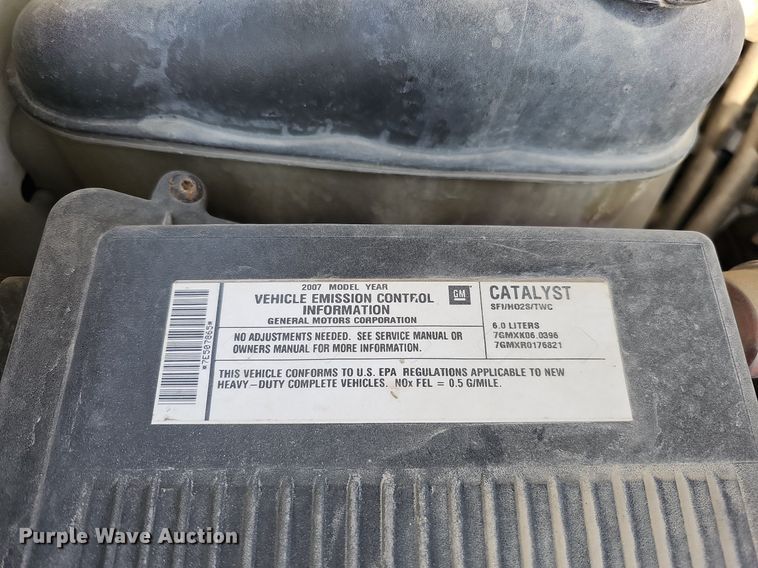 2007 MODEL YEAR
VEHICLE EMISSION CONTROL
INFORMATION
GENERAL MOTORS CORPORATION
GM
CATALYST
SFI/HO2S/TWC
6.0 LITERS
7GMXK06.0396
7GMXR0176821
NO ADJUSTMENTS NEEDED. SEE SERVICE MANUAL OR
OWNERS MANUAL FOR MORE INFORMATION.
THIS VEHICLE CONFORMS TO U.S. EPA REGULATIONS APPLICABLE TO NEW
HEAVY-DUTY COMPLETE VEHICLES. NOx FEL = 0.5 G/MILE.
*7E507865*
Purple Wave Auction